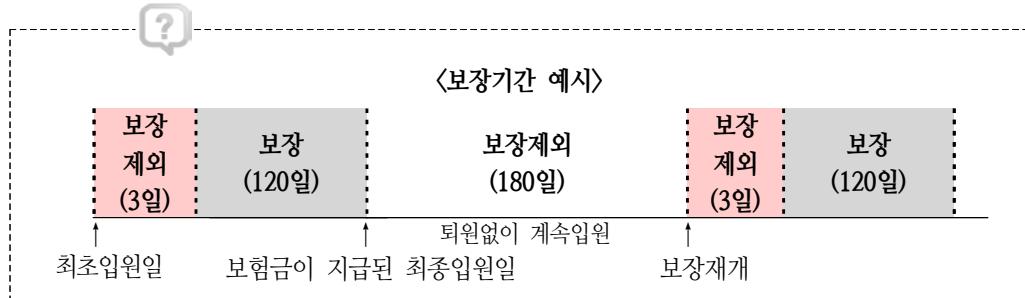 ?
〈보장기간 예시〉
보장
제외
(3일)
보장
(120일)
보장제외
(180일)
보장
제외
(3일)
보장
(120일)
퇴원없이 계속입원
최초입원일
보험금이 지급된 최종입원일
보장재개